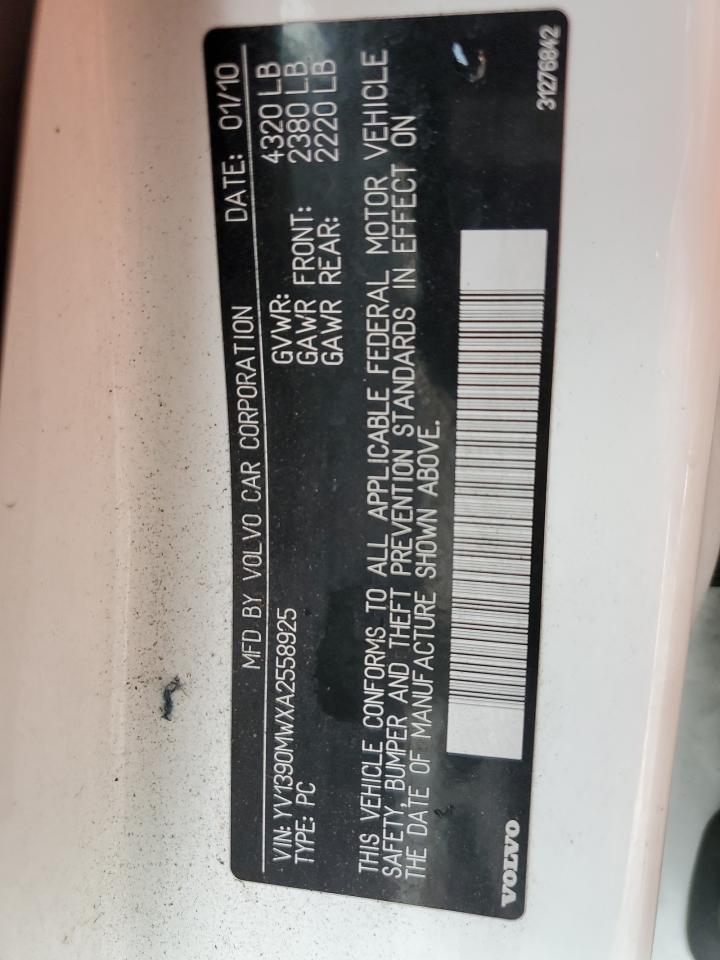 MFD BY VOLVO CAR CORPORATION DATE: 01/10
VIN: YV1390MWXA2558925 GVWR: 4320 LB
TYPE: PC GAWR FRONT: 2380 LB
GAWR REAR: 2220 LB
THIS VEHICLE CONFORMS TO ALL APPLICABLE FEDERAL MOTOR VEHICLE
SAFETY, BUMPER AND THEFT PREVENTION STANDARDS IN EFFECT ON
THE DATE OF MANUFACTURE SHOWN ABOVE.
VOLVO 31276842